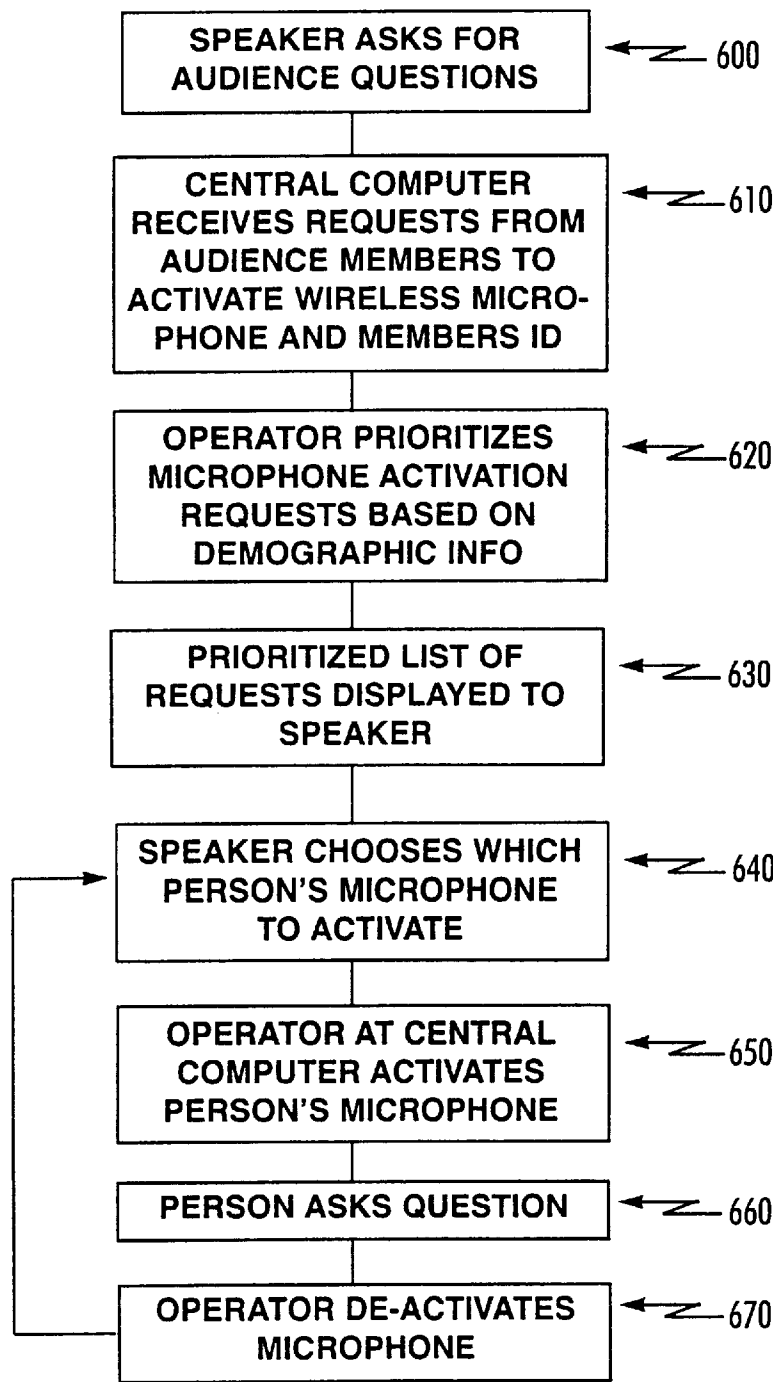 SPEAKER ASKS FOR
AUDIENCE QUESTIONS
600
CENTRAL COMPUTER
RECEIVES REQUESTS FROM
AUDIENCE MEMBERS TO
ACTIVATE WIRELESS MICRO-
PHONE AND MEMBERS ID
610
OPERATOR PRIORITIZES
MICROPHONE ACTIVATION
REQUESTS BASED ON
DEMOGRAPHIC INFO
620
PRIORITIZED LIST OF
REQUESTS DISPLAYED TO
SPEAKER
630
SPEAKER CHOOSES WHICH
PERSON'S MICROPHONE
TO ACTIVATE
640
OPERATOR AT CENTRAL
COMPUTER ACTIVATES
PERSON'S MICROPHONE
650
PERSON ASKS QUESTION
660
OPERATOR DE-ACTIVATES
MICROPHONE
670